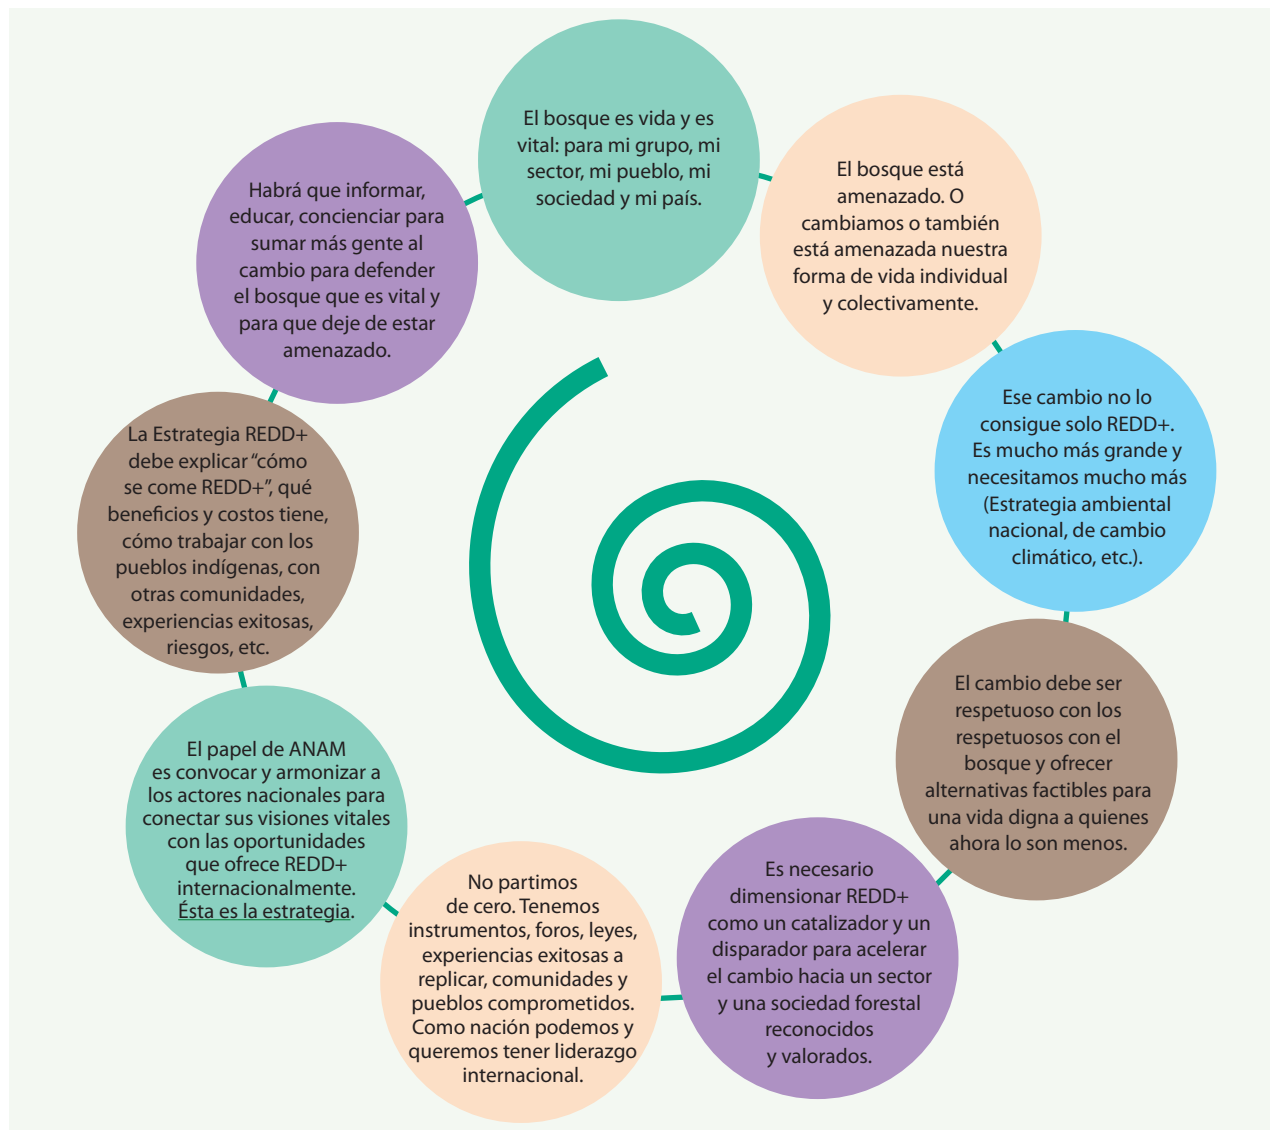 El bosque es vida y es
vital: para mi grupo, mi
sector, mi pueblo, mi
sociedad y mi país.
El bosque está
amenazado. O
cambiamos o también
está amenazada nuestra
forma de vida individual
y colectivamente.
Ese cambio no lo
consigue solo REDD+.
Es mucho más grande y
necesitamos mucho más
(Estrategia ambiental
nacional, de cambio
climático, etc.).
El cambio debe ser
respetuoso con los
respetuosos con el
bosque y ofrecer
alternativas factibles para
una vida digna a quienes
ahora lo son menos.
Es necesario
dimensionar REDD+
como un catalizador y un
disparador para acelerar
el cambio hacia un sector
y una sociedad forestal
reconocidos
y valorados.
No partimos
de cero. Tenemos
instrumentos, foros, leyes,
experiencias exitosas a
replicar, comunidades y
pueblos comprometidos.
Como nación podemos y
queremos tener liderazgo
internacional.
El papel de ANAM
es convocar y armonizar a
los actores nacionales para
conectar sus visiones vitales
con las oportunidades
que ofrece REDD+
internacionalmente.
Ésta es la estrategia.
La Estrategia REDD+
debe explicar “cómo
se come REDD+”, qué
beneficios y costos tiene,
cómo trabajar con los
pueblos indígenas, con
otras comunidades,
experiencias exitosas,
riesgos, etc.
Habrá que informar,
educar, concienciar para
sumar más gente al
cambio para defender
el bosque que es vital y
para que deje de estar
amenazado.